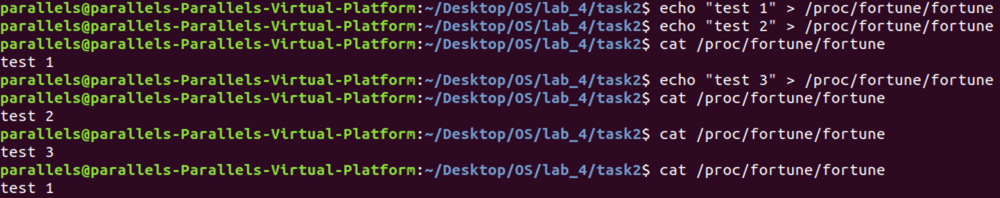 parallels@parallels-Parallels-Virtual-Platform:~/Desktop/OS/lab_4/task2$ echo "test 1" > /proc/fortune/fortune
parallels@parallels-Parallels-Virtual-Platform:~/Desktop/OS/lab_4/task2$ echo "test 2" > /proc/fortune/fortune
parallels@parallels-Parallels-Virtual-Platform:~/Desktop/OS/lab_4/task2$ cat /proc/fortune/fortune
test 1
parallels@parallels-Parallels-Virtual-Platform:~/Desktop/OS/lab_4/task2$ echo "test 3" > /proc/fortune/fortune
parallels@parallels-Parallels-Virtual-Platform:~/Desktop/OS/lab_4/task2$ cat /proc/fortune/fortune
test 2
parallels@parallels-Parallels-Virtual-Platform:~/Desktop/OS/lab_4/task2$ cat /proc/fortune/fortune
test 3
parallels@parallels-Parallels-Virtual-Platform:~/Desktop/OS/lab_4/task2$ cat /proc/fortune/fortune
test 1